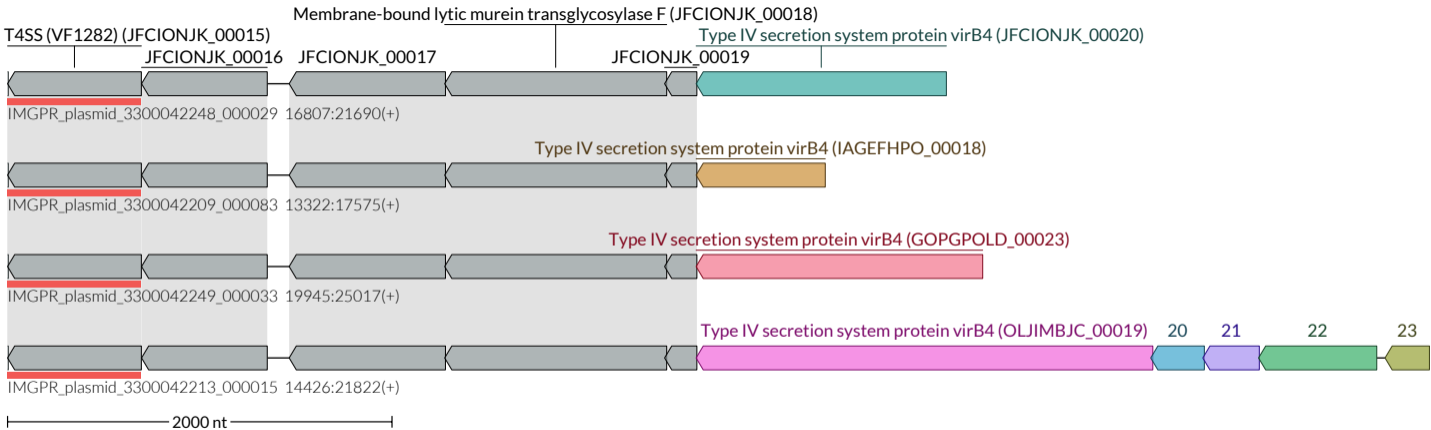 Membrane-bound lytic murein transglycosylase F (JFCIONJK_00018)
T4SS (VF1282) (JFCIONJK_00015)
Type IV secretion system protein virB4 (JFCIONJK_00020)
JFCIONJK_00016 JFCIONJK_00017 JFCIONJK_00019
IMGPR_plasmid_3300042248_000029 16807:21690(+)
Type IV secretion system protein virB4 (IAGEFHPO_00018)
IMGPR_plasmid_3300042209_000083 13322:17575(+)
Type IV secretion system protein virB4 (GOPGPOLD_00023)
IMGPR_plasmid_3300042249_000033 19945:25017(+)
Type IV secretion system protein virB4 (OLJIMBJC_00019) 20 21 22 23
IMGPR_plasmid_3300042213_000015 14426:21822(+)
2000 nt